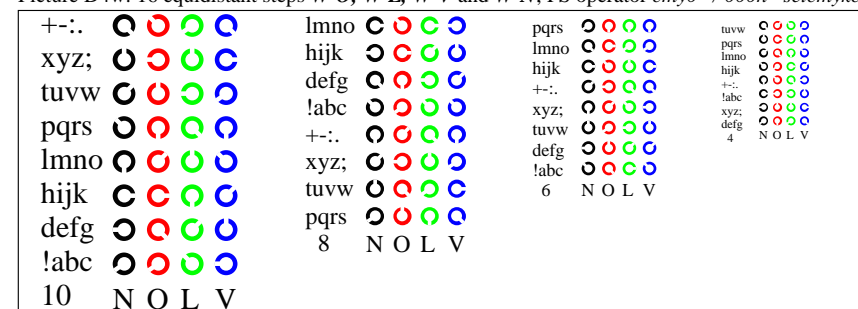 +-:.
xyz;
tuvw
pqrs
lmno
hijk
defg
!abc
10 N O L V
lmno
hijk
defg
!abc
+-:.
xyz;
tuvw
pqrs
8 N O L V
pqrs
lmno
hijk
+-:.
xyz;
tuvw
defg
!abc
6 N O L V
tuvw
pqrs
lmno
hijk
+-:.
!abc
xyz;
defg
4 N O L V